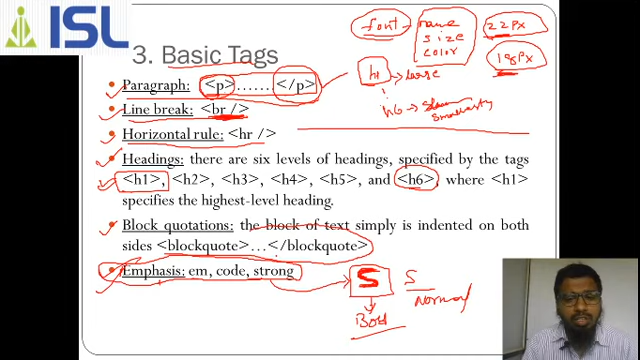 ISL
3. Basic Tags
• Paragraph: <p>……</p>
• Line break: <br />
• Horizontal rule: <hr />
• Headings: there are six levels of headings, specified by the tags
<h1>, <h2>, <h3>, <h4>, <h5>, and <h6>, where <h1>
specifies the highest-level heading.
• Block quotations: the block of text simply is indented on both
sides <blockquote>…</blockquote>
• Emphasis: em, code, strong
font - name
size
color
22px
18px
h1 → large
h6 →
S
S
Bold
normal